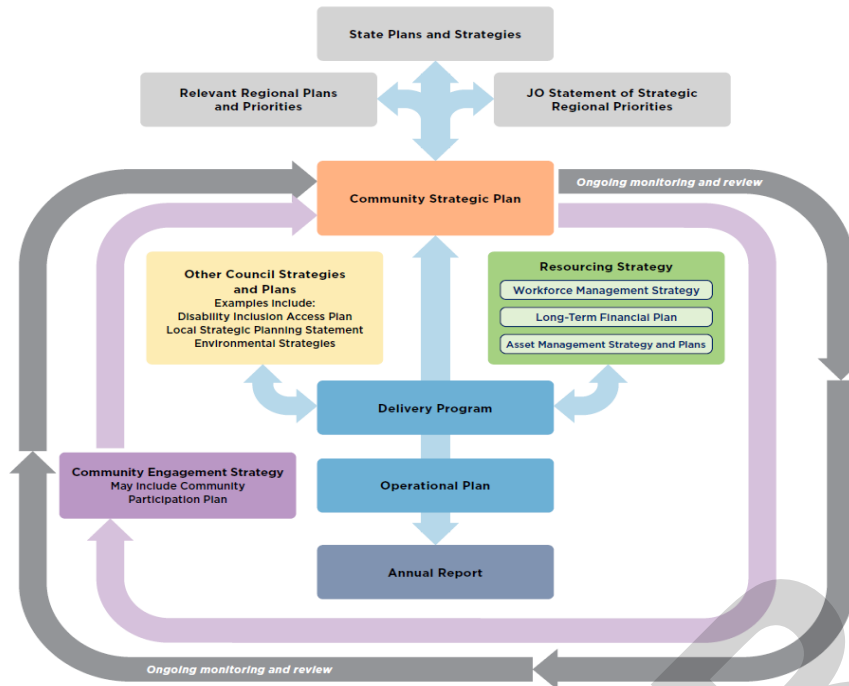 State Plans and Strategies
Relevant Regional Plans
and Priorities
JO Statement of Strategic
Regional Priorities
Community Strategic Plan
Ongoing monitoring and review
Other Council Strategies
and Plans
Examples Include:
Disability Inclusion Access Plan
Local Strategic Planning Statement
Environmental Strategies
Resourcing Strategy
Workforce Management Strategy
Long-Term Financial Plan
Asset Management Strategy and Plans
Delivery Program
Community Engagement Strategy
May Include Community
Participation Plan
Operational Plan
Annual Report
Ongoing monitoring and review